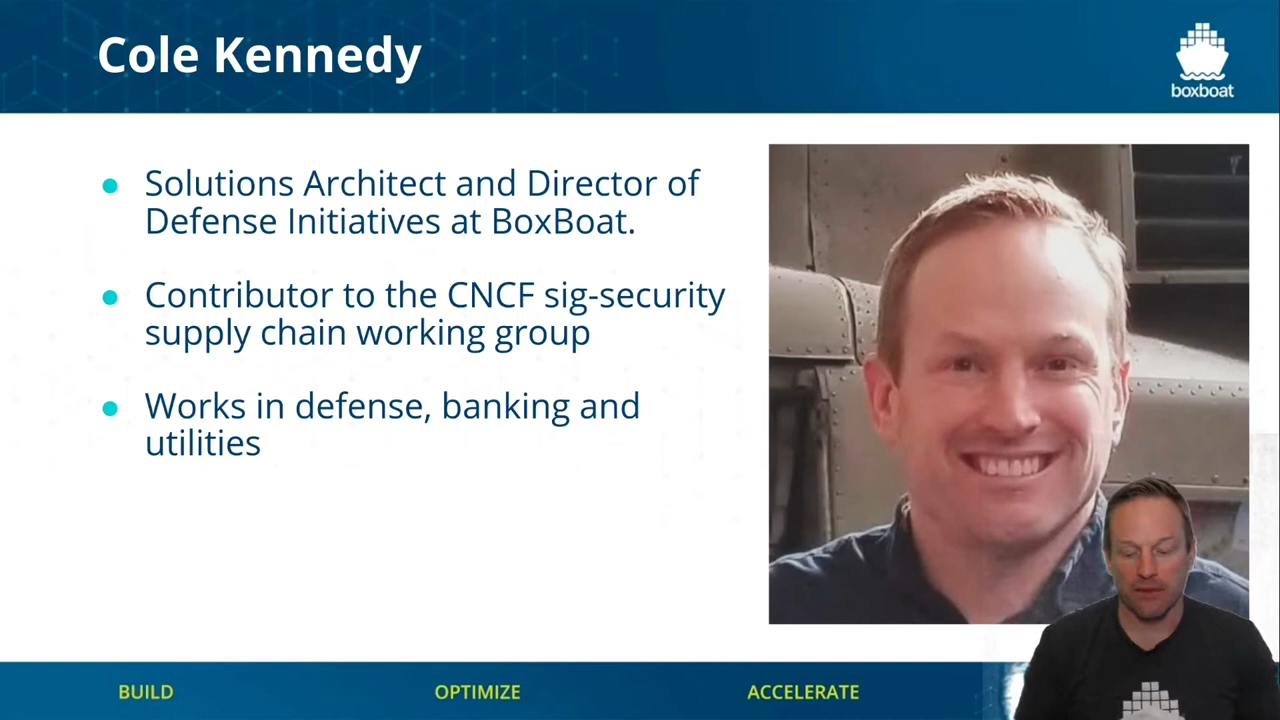 Cole Kennedy
boxboat
Solutions Architect and Director of
Defense Initiatives at BoxBoat.
Contributor to the CNCF sig-security
supply chain working group
Works in defense, banking and
utilities
BUILD
OPTIMIZE
ACCELERATE